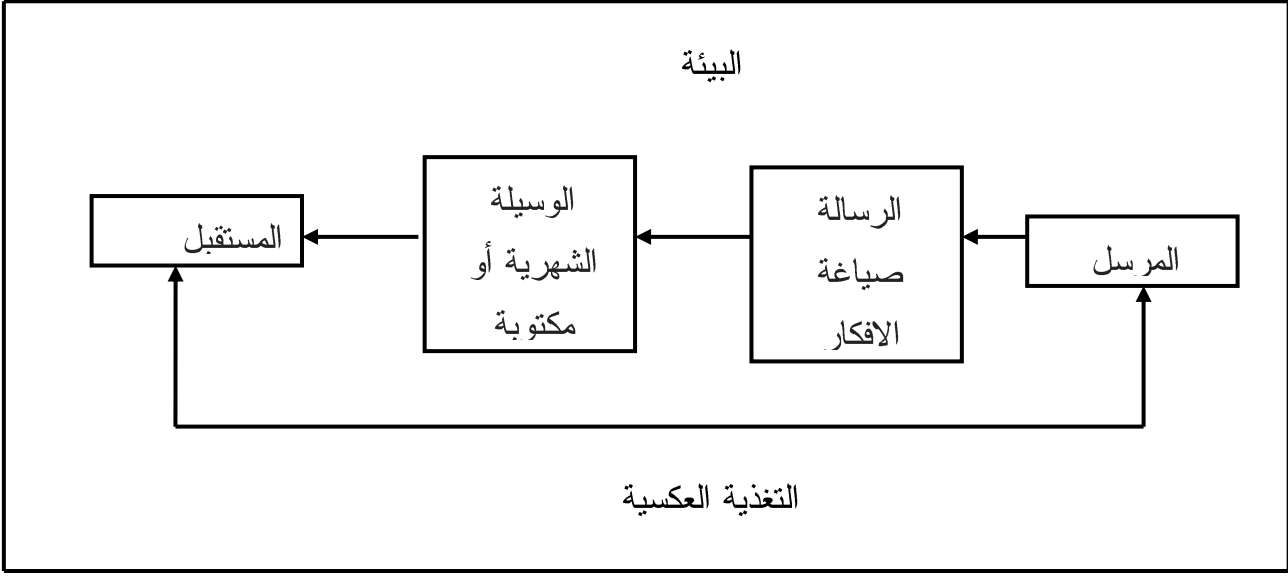 البيئة
المرسل
الرسالة
صياغة
الافكار
الوسيلة
الشهرية أو
مكتوبة
المستقبل
التغذية العكسية